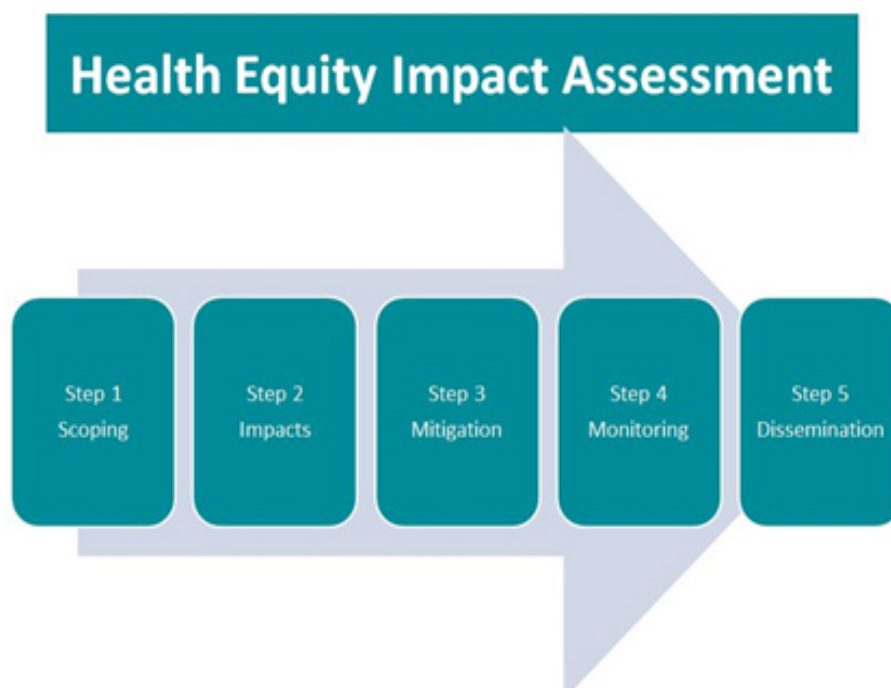 Health Equity Impact Assessment
Step 1
Scoping
Step 2
Impacts
Step 3
Mitigation
Step 4
Monitoring
Step 5
Dissemination